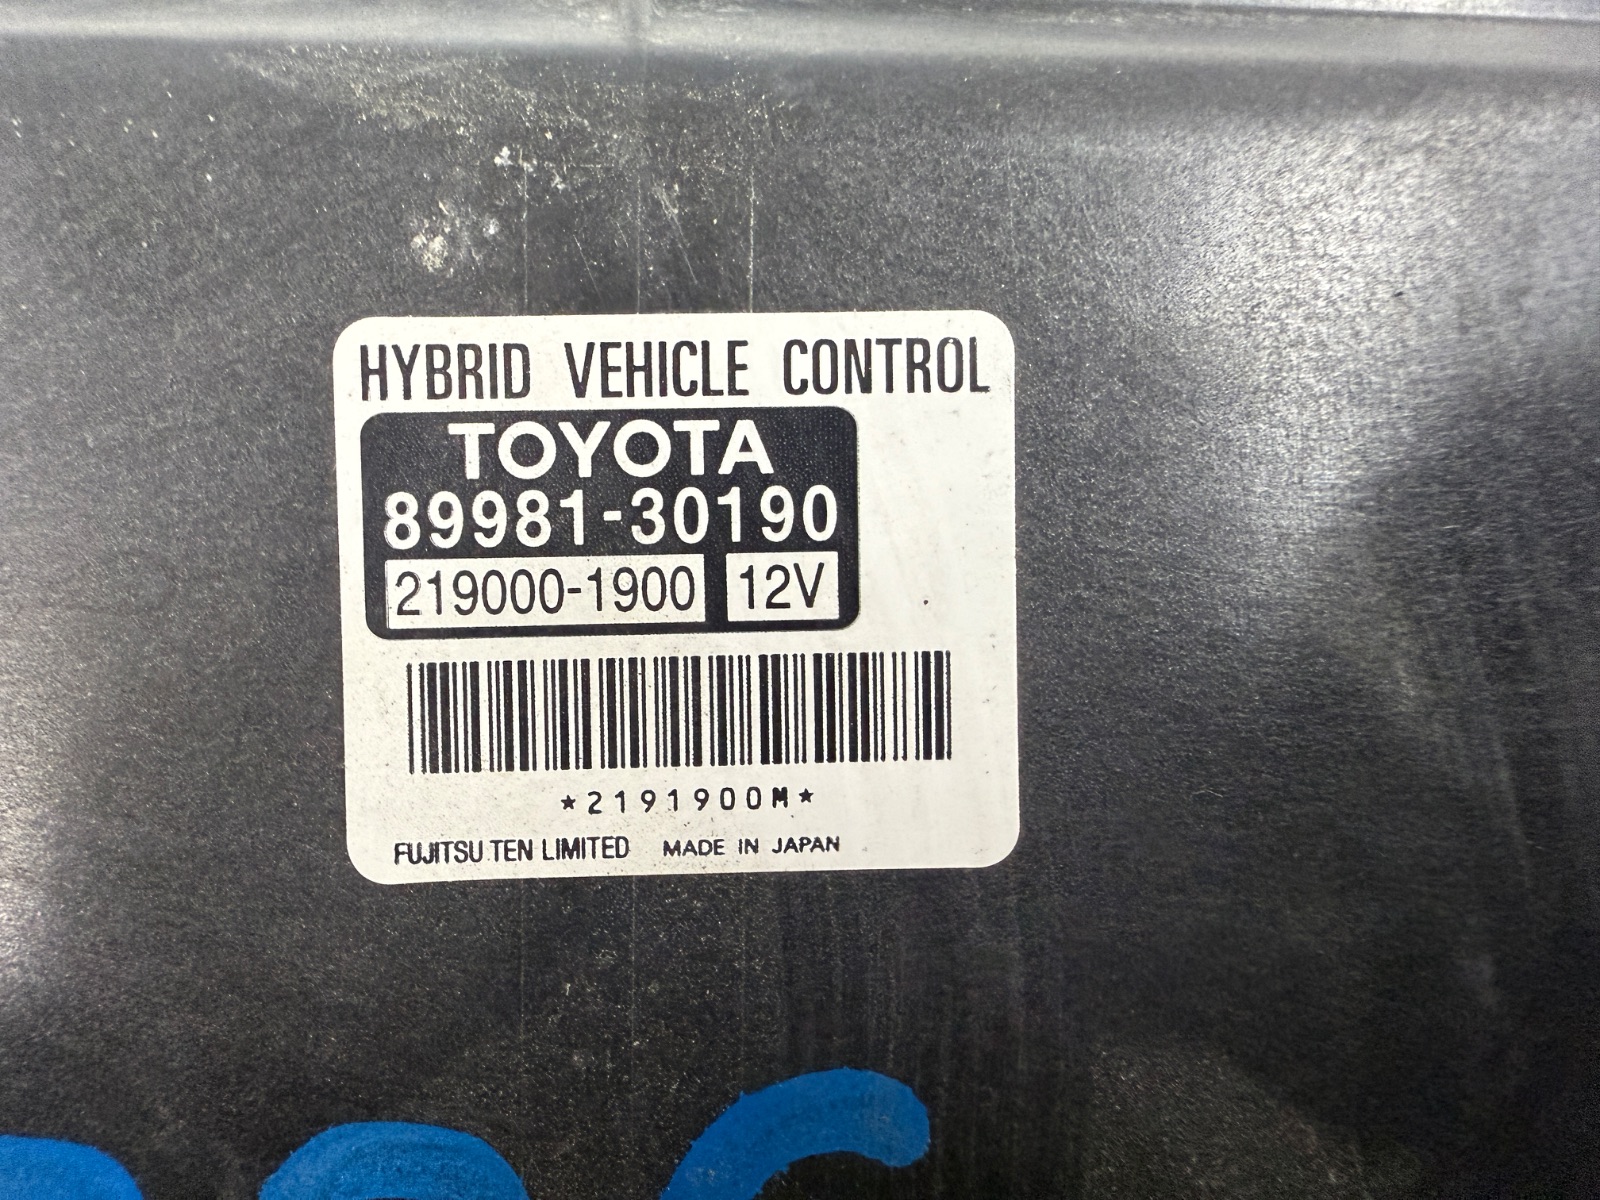 HYBRID VEHICLE CONTROL
TOYOTA
89981-30190
219000-1900 12V
*2191900M*
FUJITSU TEN LIMITED MADE IN JAPAN